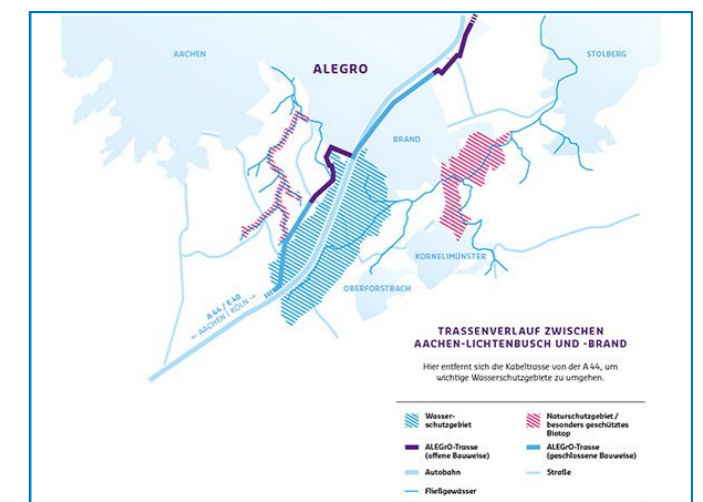 AACHEN
ALEGRO
STOLBERG
BRAND
KORNELIMÜNSTER
OBERFORSTBACH
A 44 / E 40
← AACHEN | KÖLN →
TRASSENVERLAUF ZWISCHEN
AACHEN-LICHTENBUSCH UND -BRAND
Hier entfernt sich die Kabeltrasse von der A 44, um
wichtige Wasserschutzgebiete zu umgehen.
Wasser-
schutzgebiet
Naturschutzgebiet /
besonders geschütztes
Biotop
ALEGrO-Trasse
(offene Bauweise)
ALEGrO-Trasse
(geschlossene Bauweise)
Autobahn
Straße
Fließgewässer